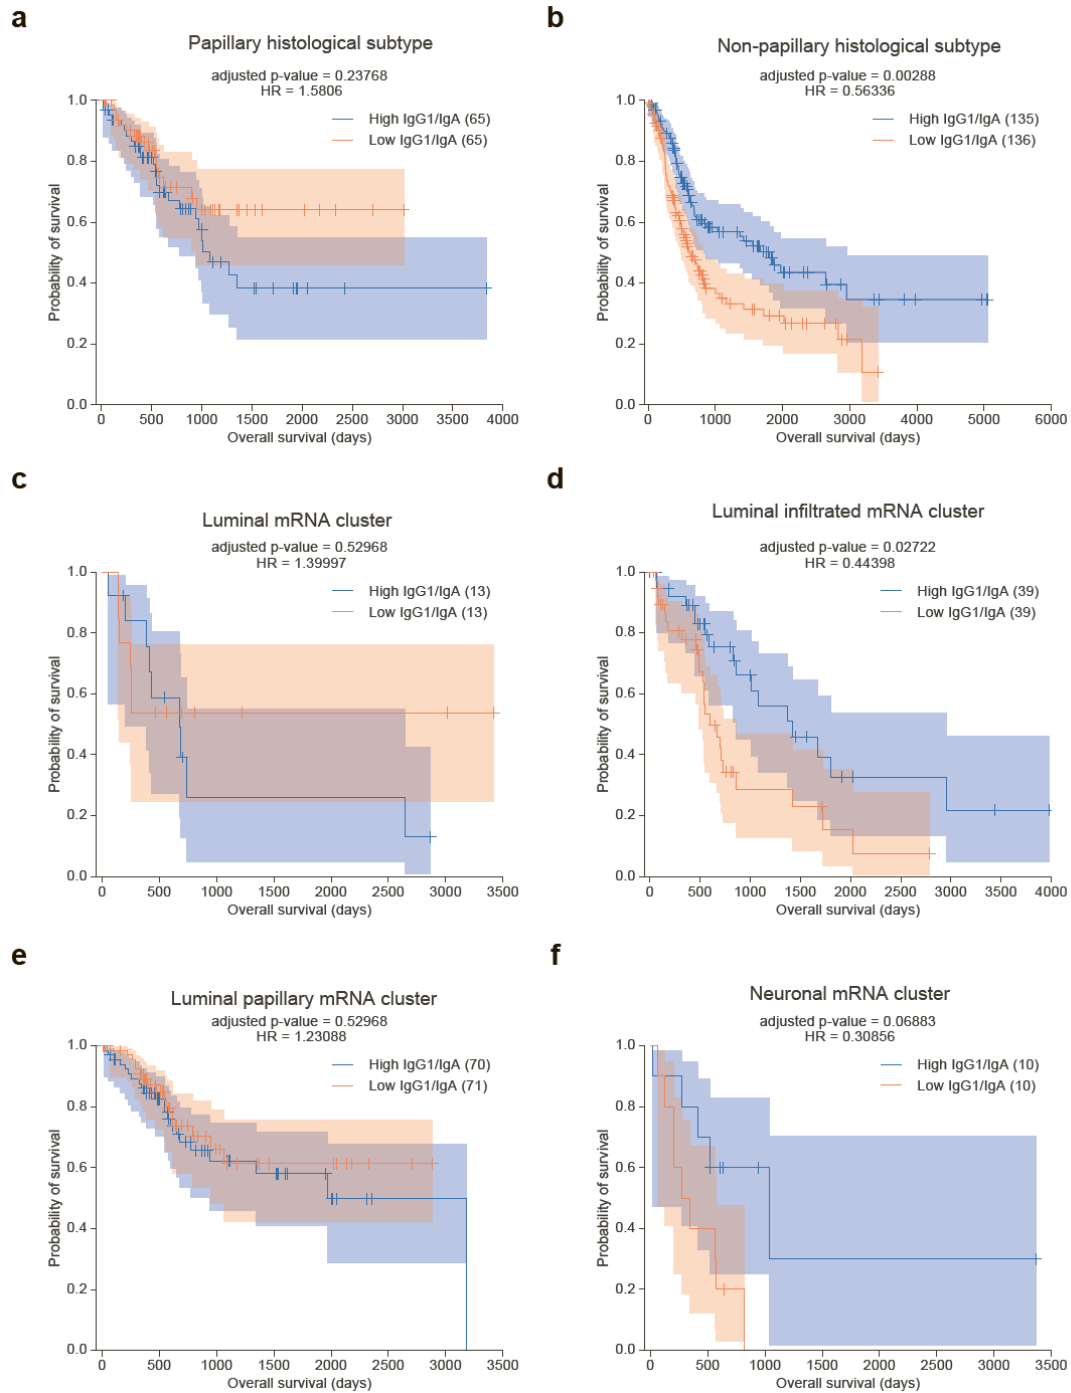 a
Papillary histological subtype
adjusted p-value = 0.23768
HR = 1.5806
High IgG1/IgA (65)
Low IgG1/IgA (65)
Probability of survival
1.0
0.8
0.6
0.4
0.2
0.0
0 500 1000 1500 2000 2500 3000 3500 4000
Overall survival (days)
b
Non-papillary histological subtype
adjusted p-value = 0.00288
HR = 0.56336
High IgG1/IgA (135)
Low IgG1/IgA (136)
Probability of survival
1.0
0.8
0.6
0.4
0.2
0.0
0 1000 2000 3000 4000 5000 6000
Overall survival (days)
c
Luminal mRNA cluster
adjusted p-value = 0.52968
HR = 1.39997
High IgG1/IgA (13)
Low IgG1/IgA (13)
Probability of survival
1.0
0.8
0.6
0.4
0.2
0.0
0 500 1000 1500 2000 2500 3000 3500
Overall survival (days)
d
Luminal infiltrated mRNA cluster
adjusted p-value = 0.02722
HR = 0.44398
High IgG1/IgA (39)
Low IgG1/IgA (39)
Probability of survival
1.0
0.8
0.6
0.4
0.2
0.0
0 500 1000 1500 2000 2500 3000 3500 4000
Overall survival (days)
e
Luminal papillary mRNA cluster
adjusted p-value = 0.52968
HR = 1.23088
High IgG1/IgA (70)
Low IgG1/IgA (71)
Probability of survival
1.0
0.8
0.6
0.4
0.2
0.0
0 500 1000 1500 2000 2500 3000 3500
Overall survival (days)
f
Neuronal mRNA cluster
adjusted p-value = 0.06883
HR = 0.30856
High IgG1/IgA (10)
Low IgG1/IgA (10)
Probability of survival
1.0
0.8
0.6
0.4
0.2
0.0
0 500 1000 1500 2000 2500 3000 3500
Overall survival (days)